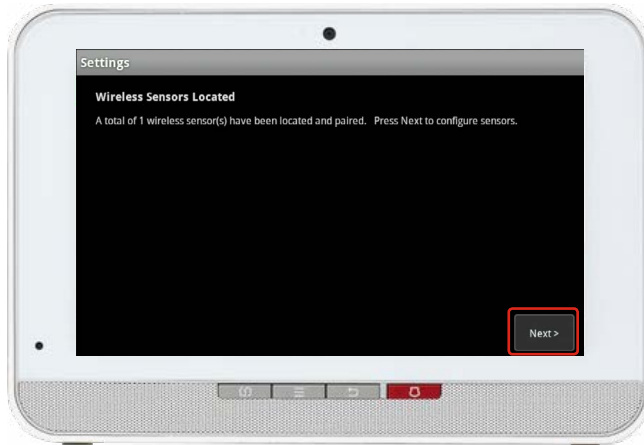 Settings
Wireless Sensors Located
A total of 1 wireless sensor(s) have been located and paired. Press Next to configure sensors.
Next >